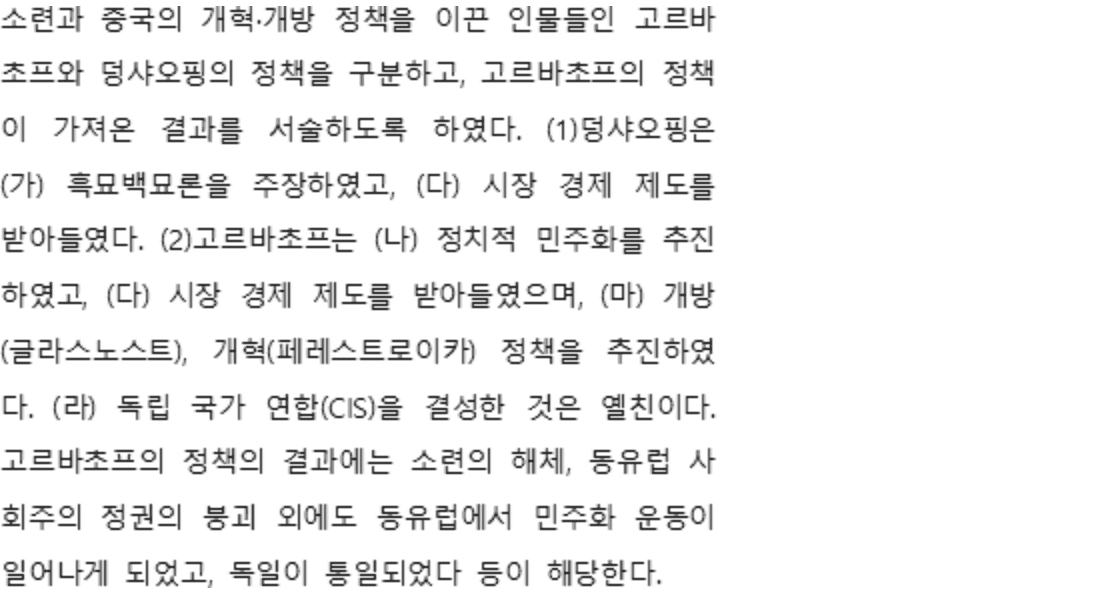 소련과 중국의 개혁·개방 정책을 이끈 인물들인 고르바
초프와 덩샤오핑의 정책을 구분하고, 고르바초프의 정책
이 가져온 결과를 서술하도록 하였다. (1)덩샤오핑은
(가) 흑묘백묘론을 주장하였고, (다) 시장 경제 제도를
받아들였다. (2)고르바초프는 (나) 정치적 민주화를 추진
하였고, (다) 시장 경제 제도를 받아들였으며, (마) 개방
(글라스노스트), 개혁(페레스트로이카) 정책을 추진하였
다. (라) 독립 국가 연합(CIS)을 결성한 것은 옐친이다.
고르바초프의 정책의 결과에는 소련의 해체, 동유럽 사
회주의 정권의 붕괴 외에도 동유럽에서 민주화 운동이
일어나게 되었고, 독일이 통일되었다 등이 해당한다.